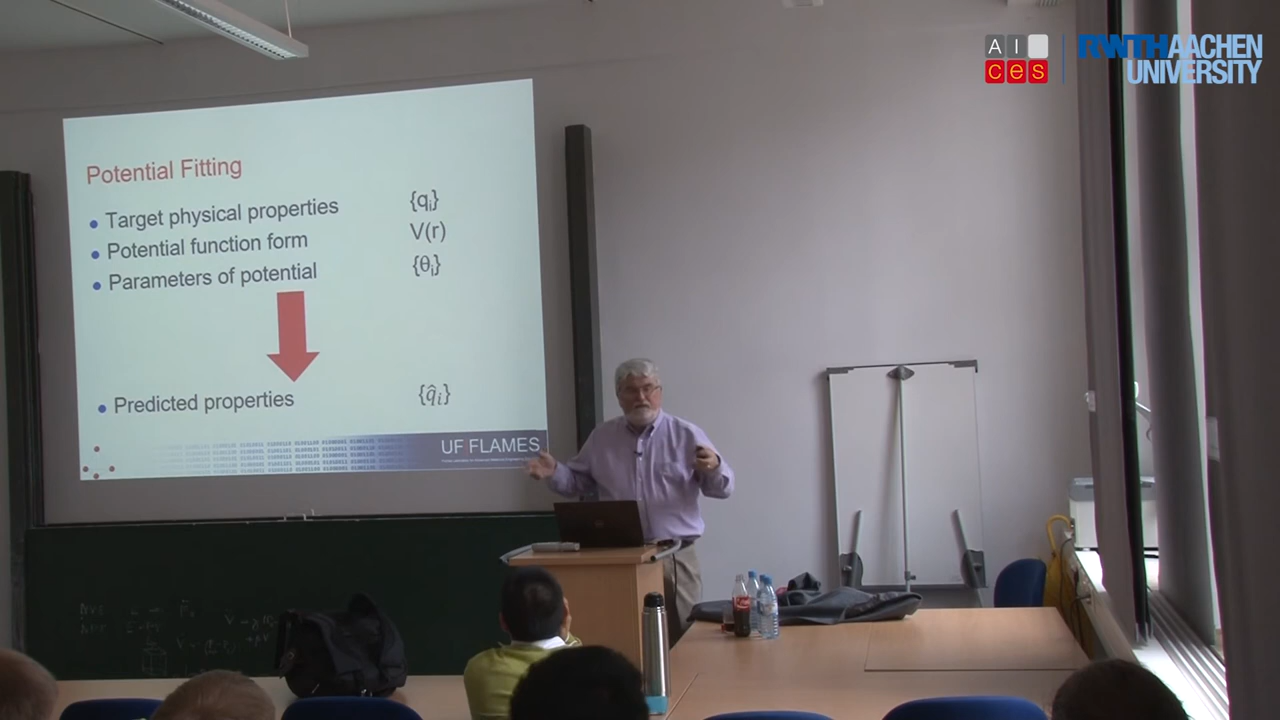 AI
ces
RWTHAACHEN
UNIVERSITY
Potential Fitting
• Target physical properties {qᵢ}
• Potential function form V(r)
• Parameters of potential {θᵢ}
• Predicted properties {q̂ᵢ}
UF FLAMES